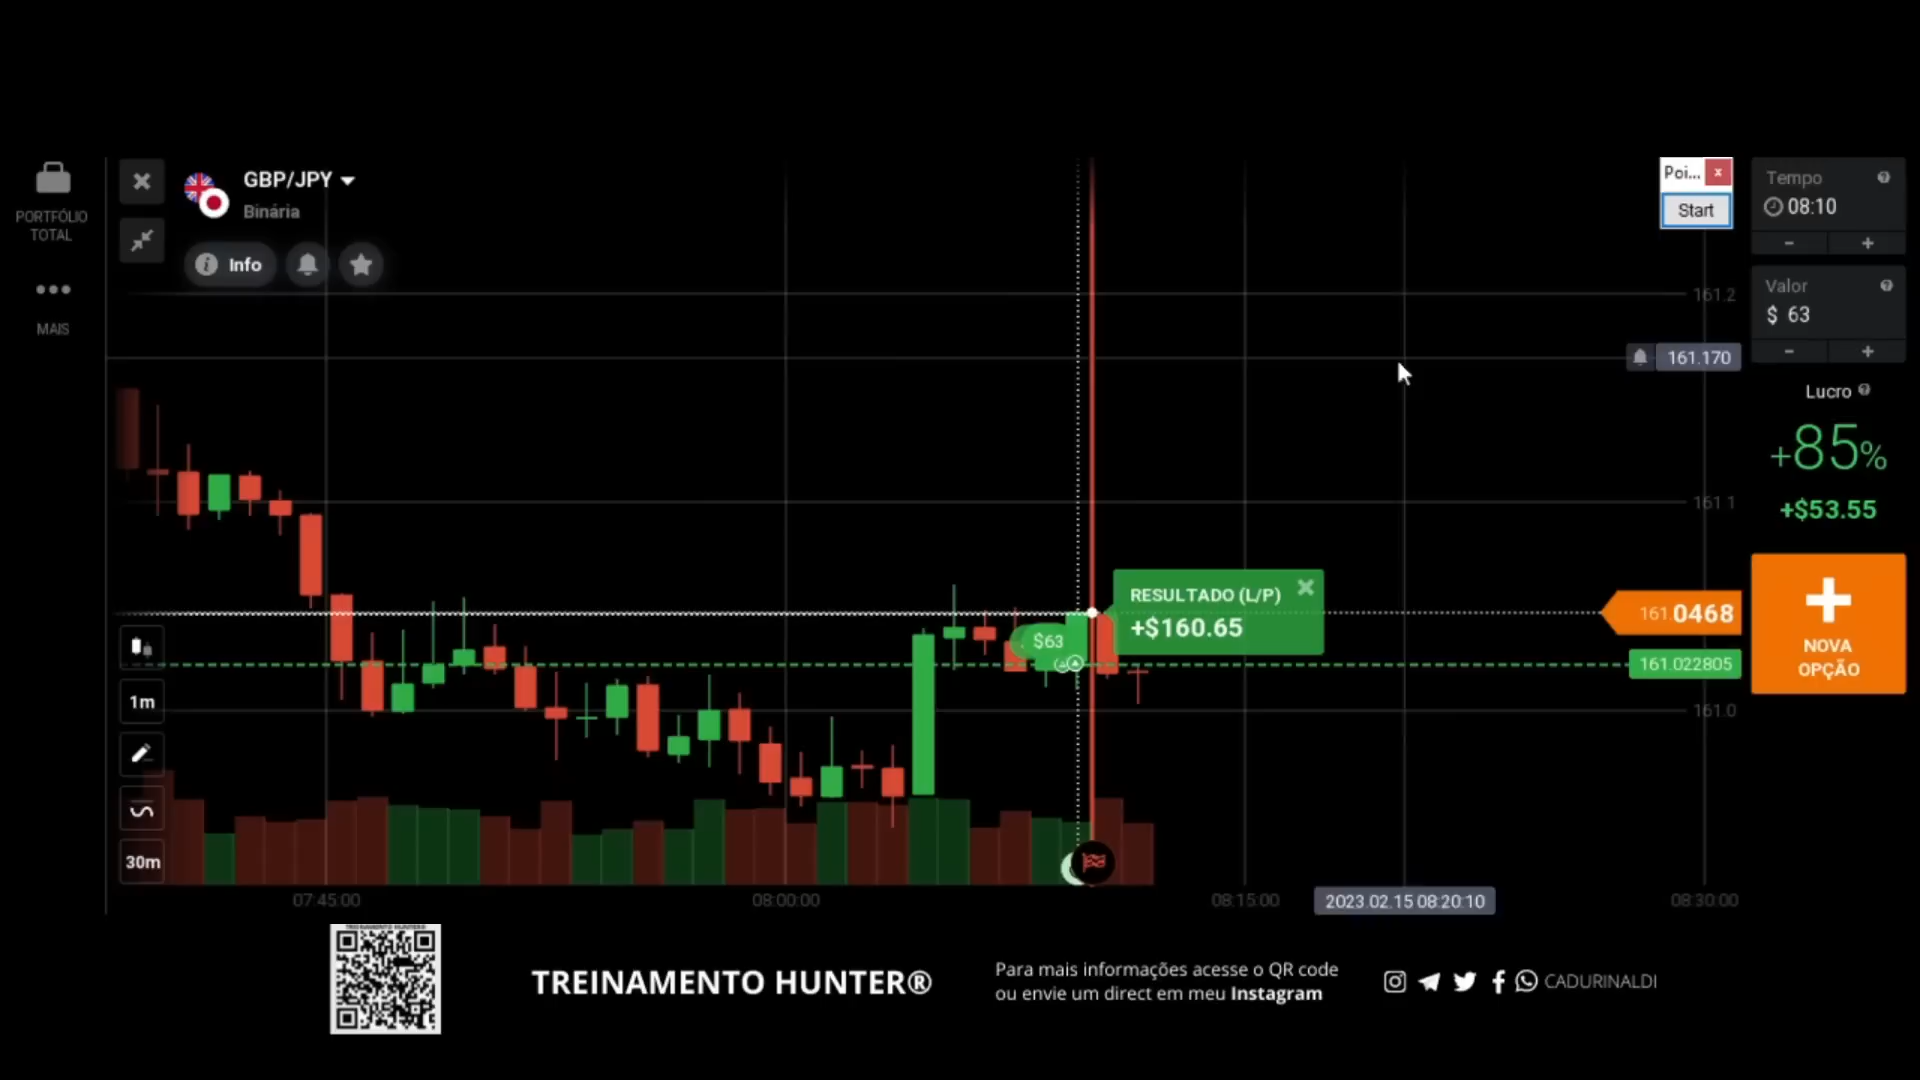 PORTFÓLIO
TOTAL
MAIS
GBP/JPY
Binária
Info
Poi... x
Start
Tempo
08:10
- +
Valor
$ 63
- +
Lucro
+85%
+$53.55
NOVA
OPÇÃO
161.2
161.170
161.1
161.0468
161.022805
161.0
RESULTADO (L/P)
+$160.65
$63
1m
30m
07:45:00
08:00:00
08:15:00
2023.02.15 08:20:10
08:30:00
TREINAMENTO HUNTER
TREINAMENTO HUNTER®
Para mais informações acesse o QR code
ou envie um direct em meu Instagram
CADURINALDI